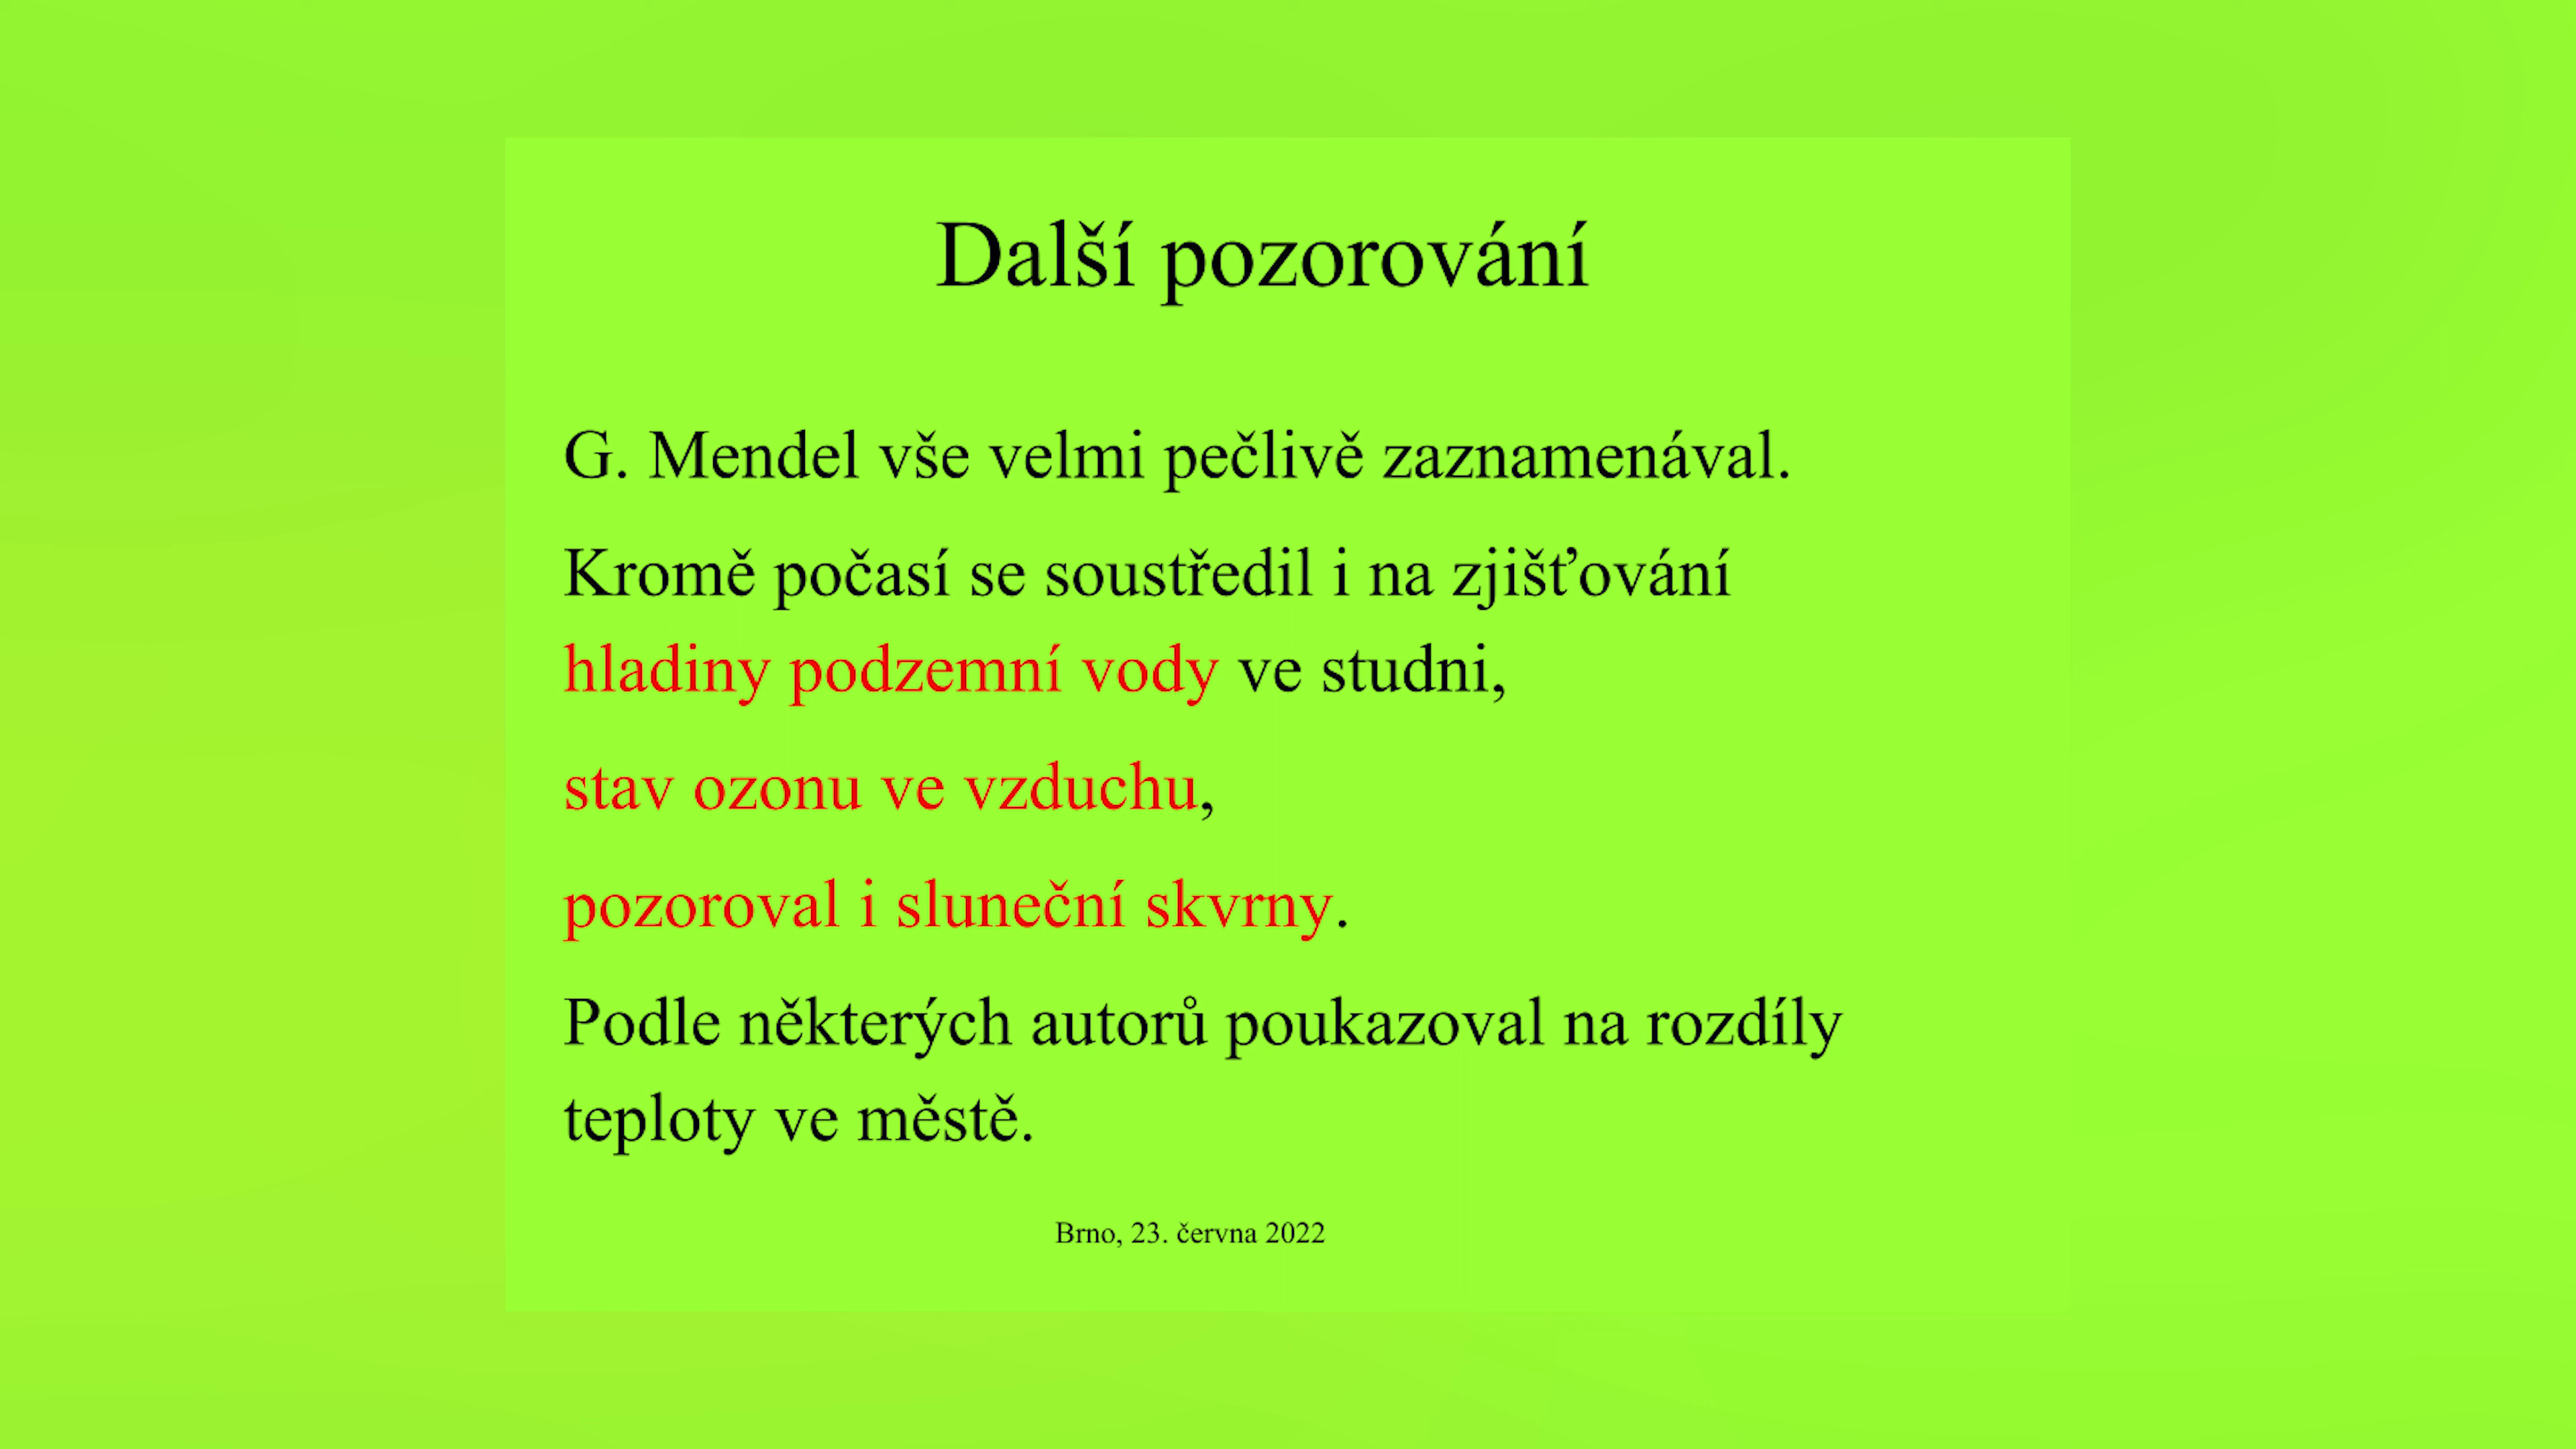 Další pozorování
G. Mendel vše velmi pečlivě zaznamenával.
Kromě počasí se soustředil i na zjišťování
hladiny podzemní vody ve studni,
stav ozonu ve vzduchu,
pozoroval i sluneční skvrny.
Podle některých autorů poukazoval na rozdíly
teploty ve městě.
Brno, 23. června 2022